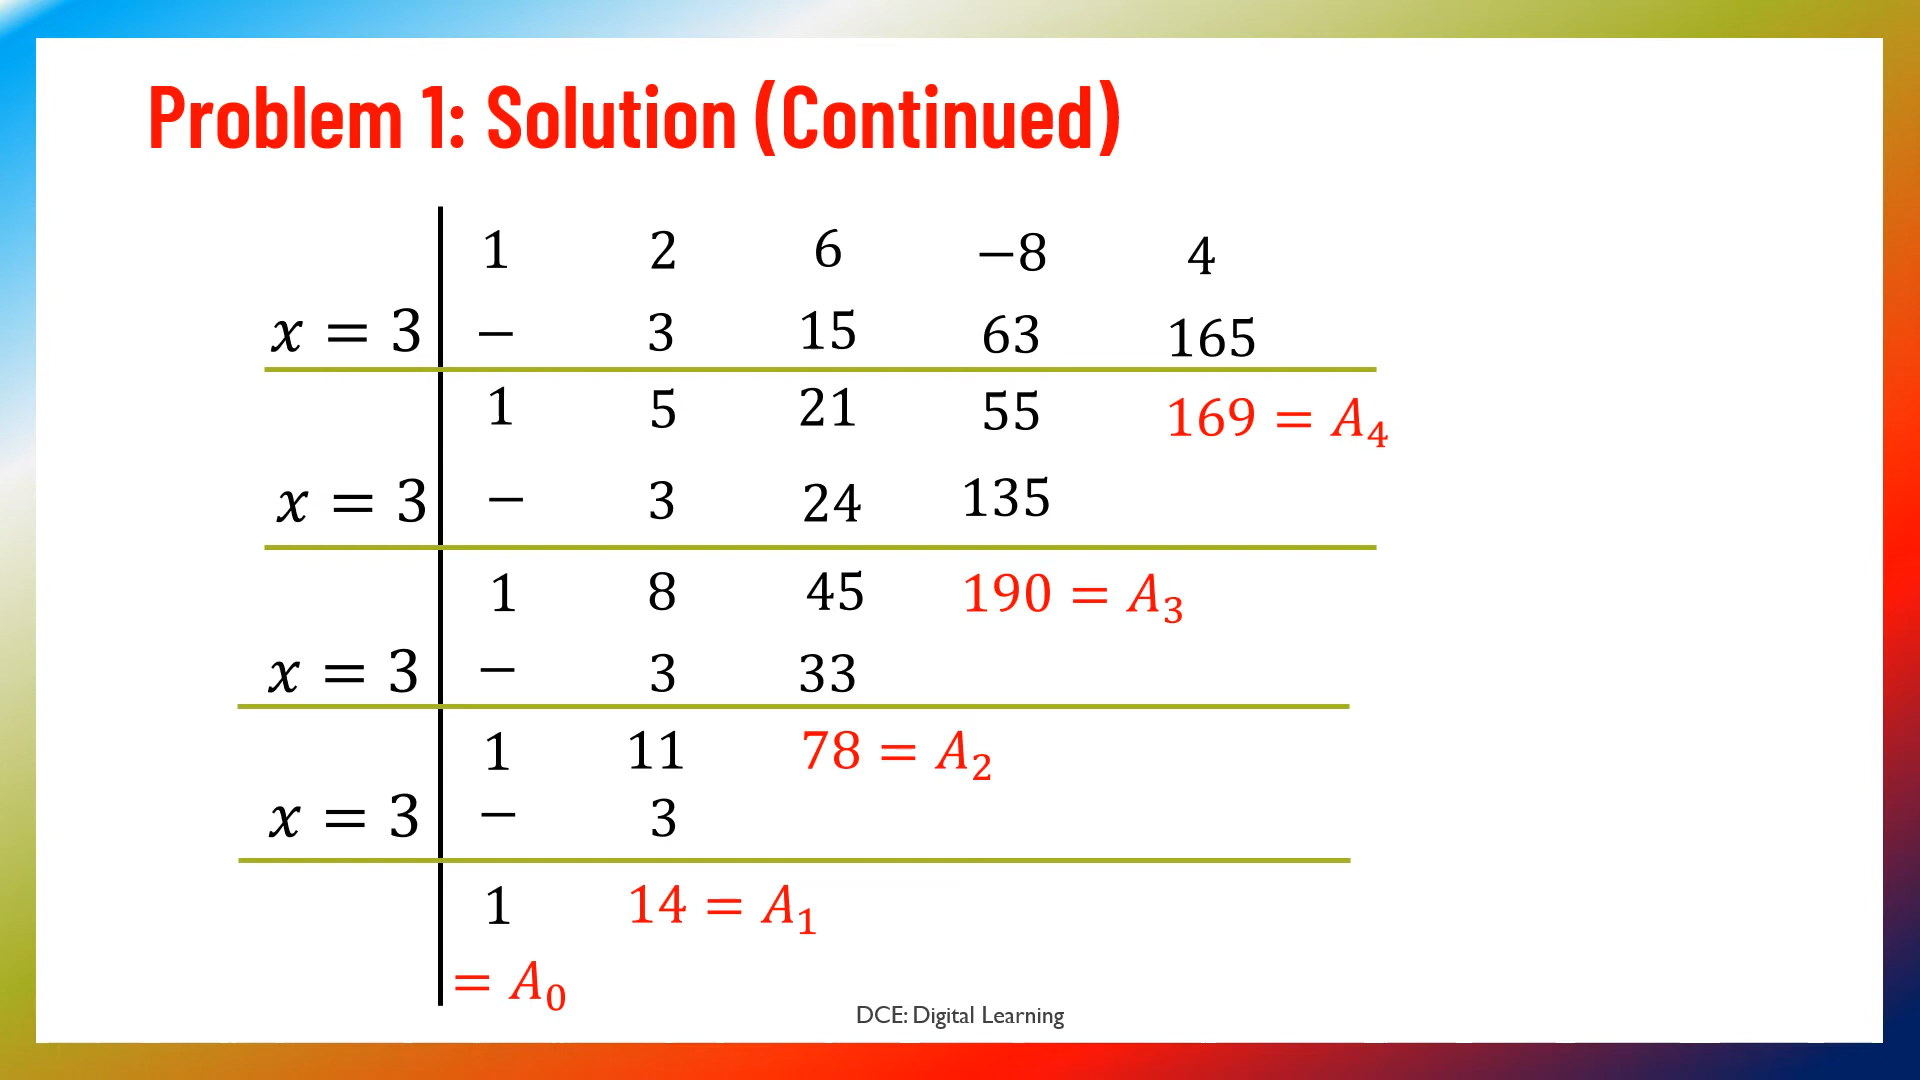 Problem 1: Solution (Continued)
1 2 6 −8 4
x = 3 − 3 15 63 165
1 5 21 55 169 = A₄
x = 3 − 3 24 135
1 8 45 190 = A₃
x = 3 − 3 33
1 11 78 = A₂
x = 3 − 3
1 14 = A₁
= A₀
DCE: Digital Learning